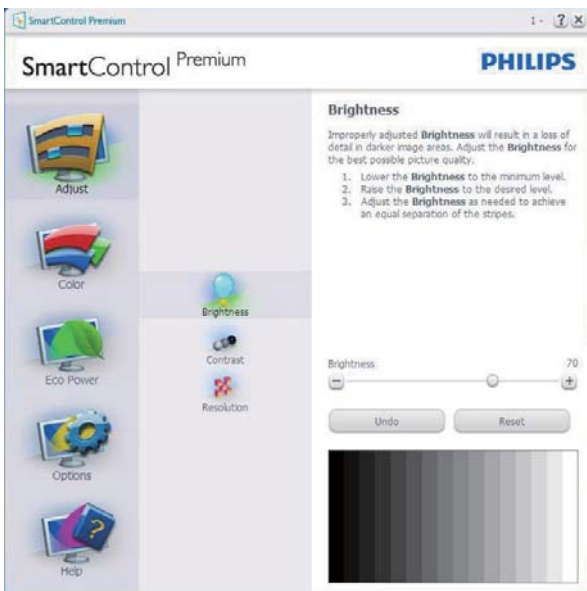 SmartControl Premium
1 - ? X
SmartControl Premium
PHILIPS
Adjust
Color
Eco Power
Options
Help
Brightness
Contrast
Resolution
Brightness
Improperly adjusted Brightness will result in a loss of
detail in darker image areas. Adjust the Brightness for
the best possible picture quality.
1. Lower the Brightness to the minimum level.
2. Raise the Brightness to the desired level.
3. Adjust the Brightness as needed to achieve
an equal separation of the stripes.
Brightness 70
Undo Reset